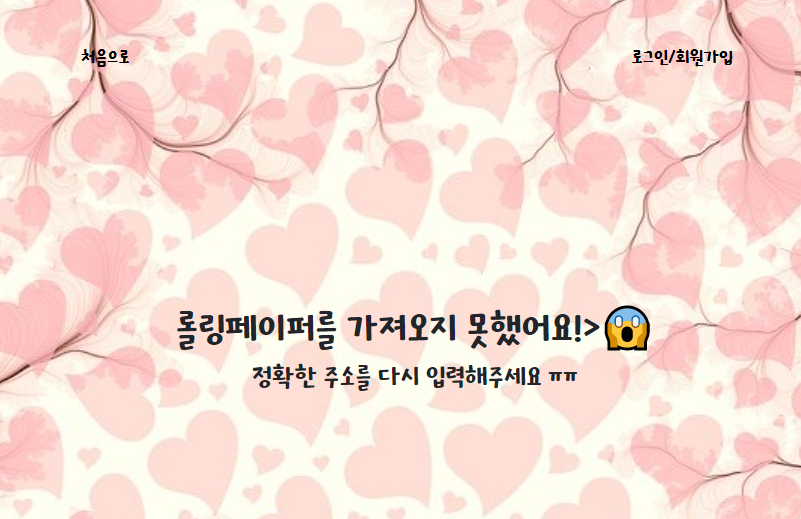 처음으로
로그인/회원가입
롤링페이퍼를 가져오지 못했어요!>😱
정확한 주소를 다시 입력해주세요 ㅠㅠ